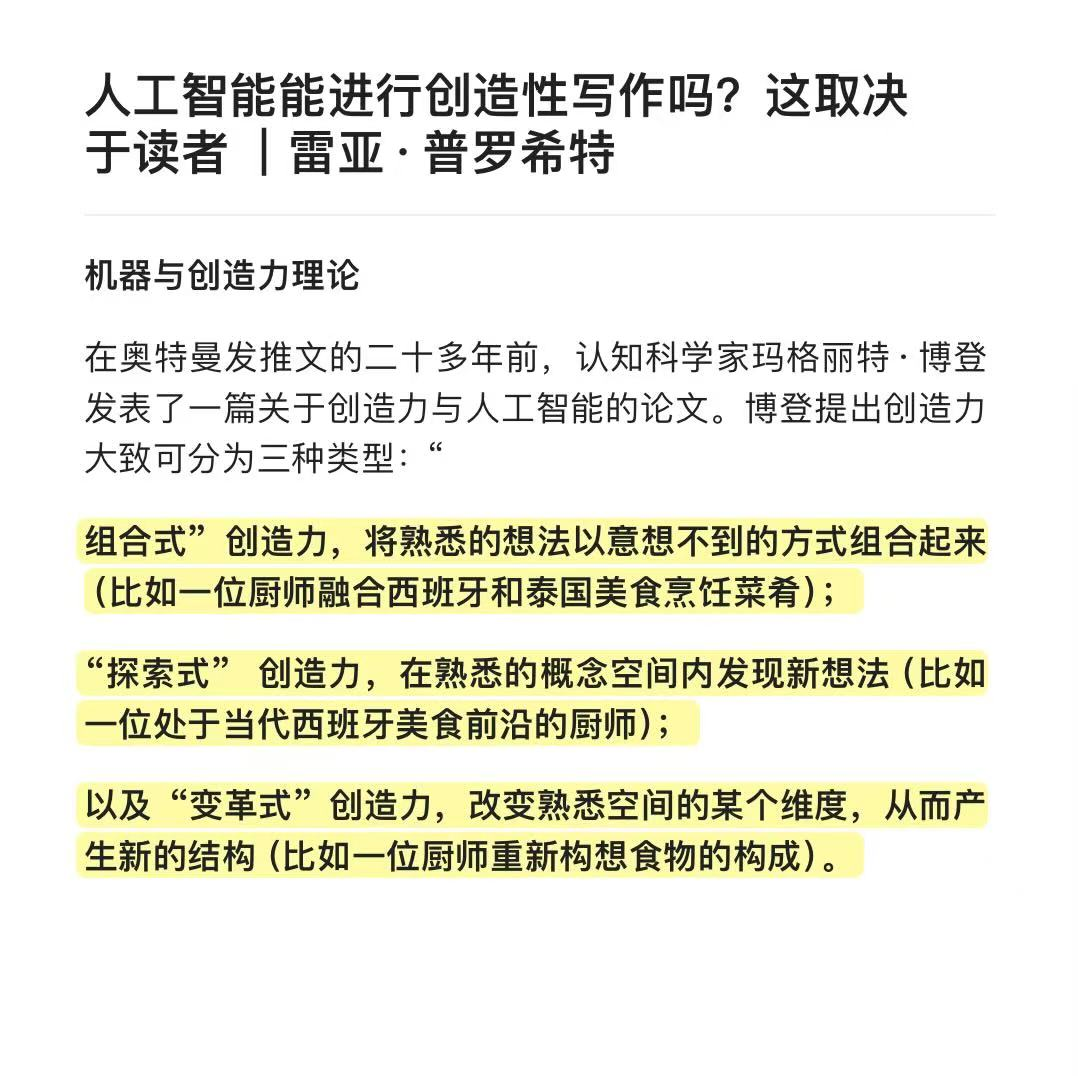 人工智能能进行创造性写作吗？这取决
于读者 ｜雷亚 · 普罗希特
机器与创造力理论
在奥特曼发推文的二十多年前，认知科学家玛格丽特 · 博登
发表了一篇关于创造力与人工智能的论文。博登提出创造力
大致可分为三种类型：“
组合式” 创造力，将熟悉的想法以意想不到的方式组合起来
（比如一位厨师融合西班牙和泰国美食烹饪菜肴）；
“探索式” 创造力，在熟悉的概念空间内发现新想法（比如
一位处于当代西班牙美食前沿的厨师）；
以及 “变革式” 创造力，改变熟悉空间的某个维度，从而产
生新的结构（比如一位厨师重新构想食物的构成）。